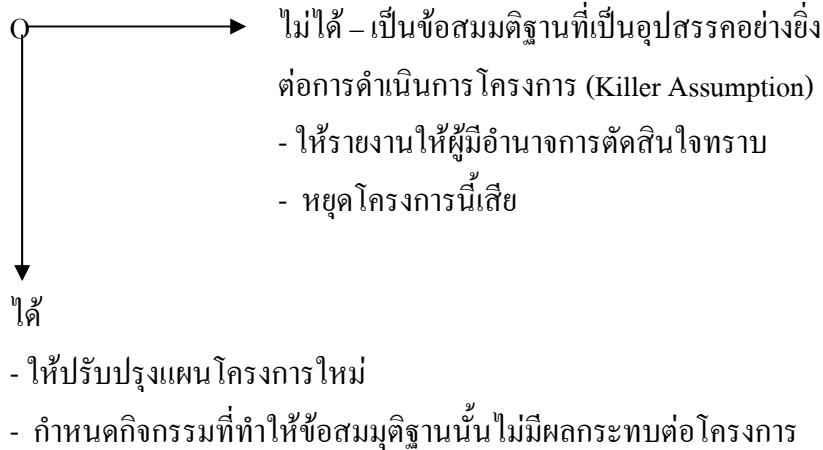 O ไม่ได้ – เป็นข้อสมมติฐานที่เป็นอุปสรรคอย่างยิ่ง
ต่อการดำเนินการโครงการ (Killer Assumption)
- ให้รายงานให้ผู้มีอำนาจการตัดสินใจทราบ
- หยุดโครงการนี้เสีย
ได้
- ให้ปรับปรุงแผนโครงการใหม่
- กำหนดกิจกรรมที่ทำให้ข้อสมมุติฐานนั้นไม่มีผลกระทบต่อโครงการ